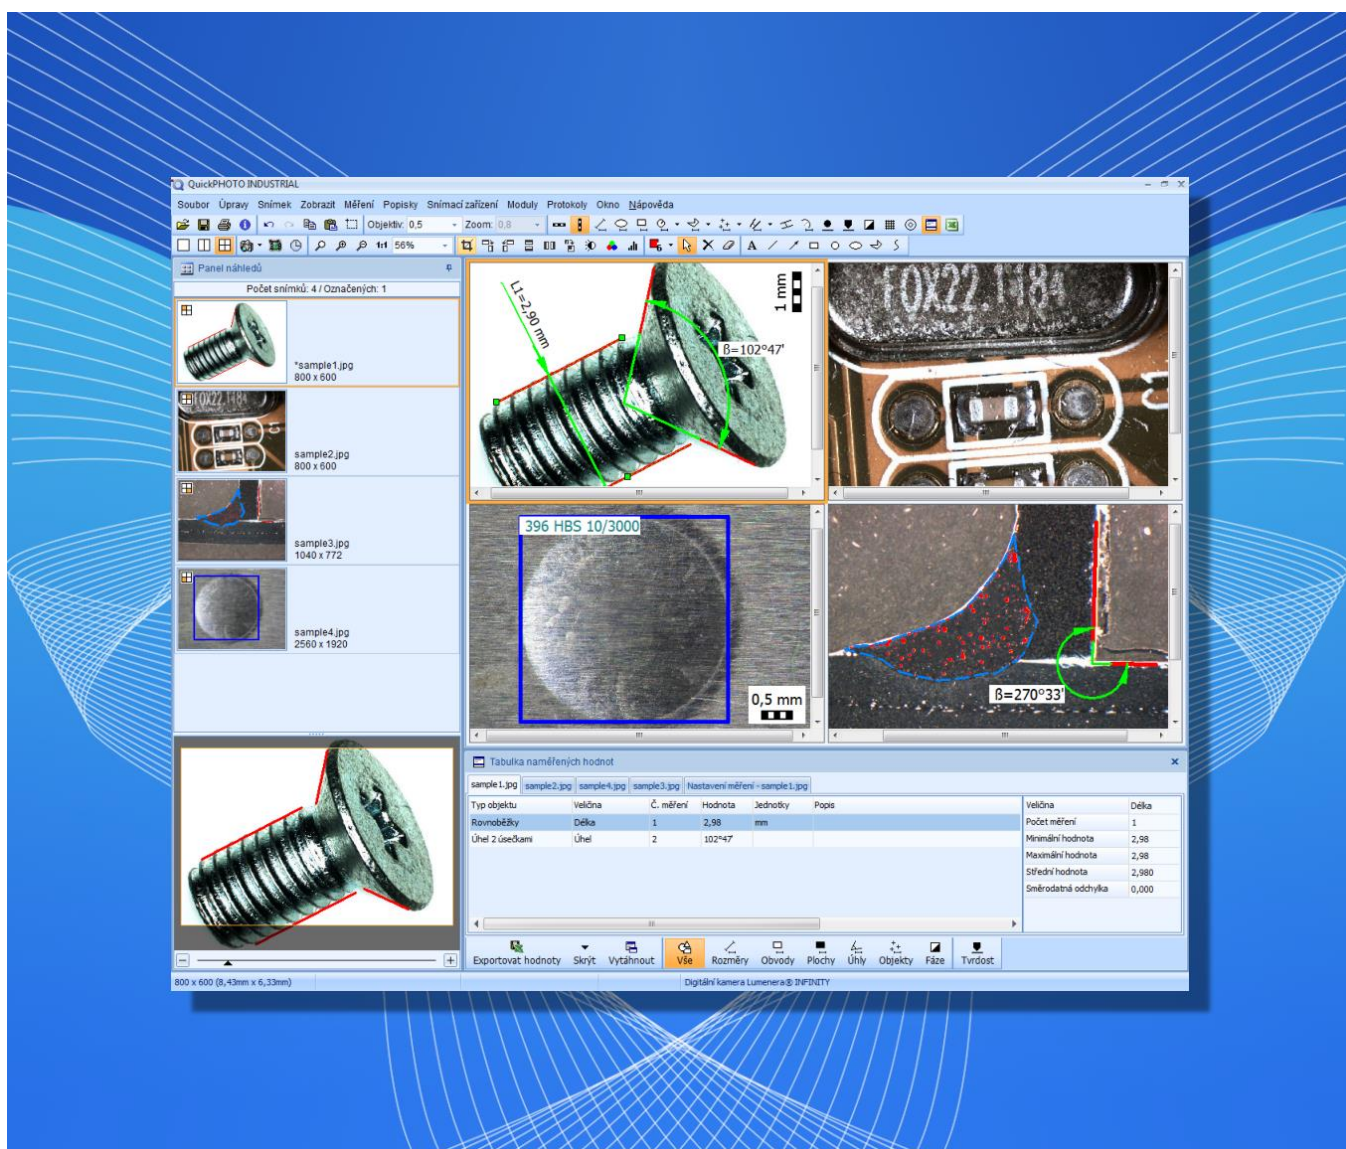 QuickPHOTO INDUSTRIAL
Soubor Úpravy Snímek Zobrazit Měření Popisky Snímací zařízení Moduly Protokoly Okno Nápověda
Objektiv: 0,5 Zoom: 0,8
1:1 56%
Panel náhledů
Počet snímků: 4 / Označených: 1
*sample1.jpg
800 x 600
sample2.jpg
800 x 600
sample3.jpg
1040 x 772
sample4.jpg
2560 x 1920
L1=2,90 mm
ß=102°47'
1 mm
FOX22.1184
C1
396 HBS 10/3000
0,5 mm
ß=270°33'
Tabulka naměřených hodnot
sample1.jpg sample2.jpg sample4.jpg sample3.jpg Nastavení měření - sample1.jpg
Typ objektu Veličina Č. měření Hodnota Jednotky Popis
Rovnoběžky Délka 1 2,98 mm
Úhel 2 úsečkami Úhel 2 102°47'
Veličina Délka
Počet měření 1
Minimální hodnota 2,98
Maximální hodnota 2,98
Střední hodnota 2,980
Směrodatná odchylka 0,000
Exportovat hodnoty Skrýt Vytáhnout Vše Rozměry Obvody Plochy Úhly Objekty Fáze Tvrdost
800 x 600 (8,43mm x 6,33mm)
Digitální kamera Lumenera® INFINITY